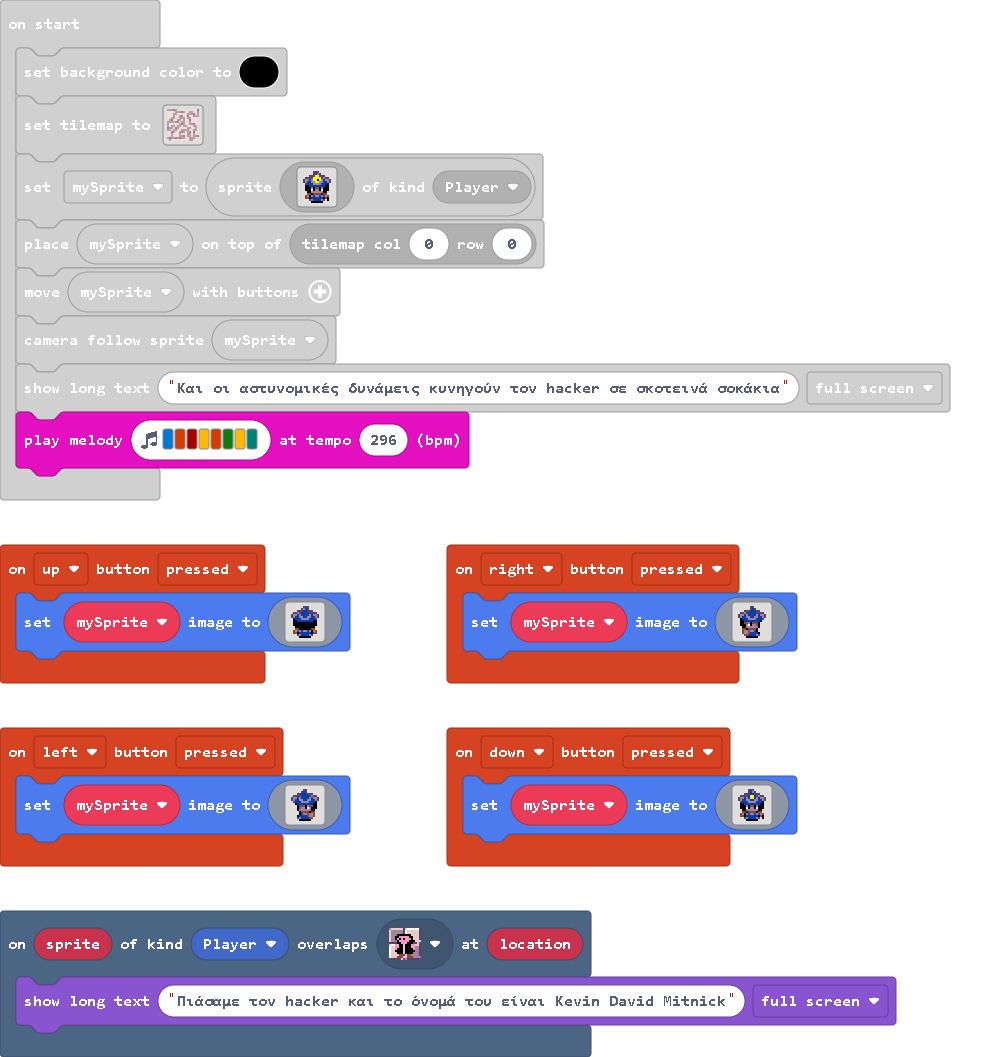 on start
set background color to
set tilemap to
set mySprite to sprite of kind Player
place mySprite on top of tilemap col 0 row 0
move mySprite with buttons
camera follow sprite mySprite
show long text "Και οι αστυνομικές δυνάμεις κυνηγούν τον hacker σε σκοτεινά σοκάκια" full screen
play melody at tempo 296 (bpm)
on up button pressed
set mySprite image to
on right button pressed
set mySprite image to
on left button pressed
set mySprite image to
on down button pressed
set mySprite image to
on sprite of kind Player overlaps at location
show long text "Πιάσαμε τον hacker και το όνομά του είναι Kevin David Mitnick" full screen